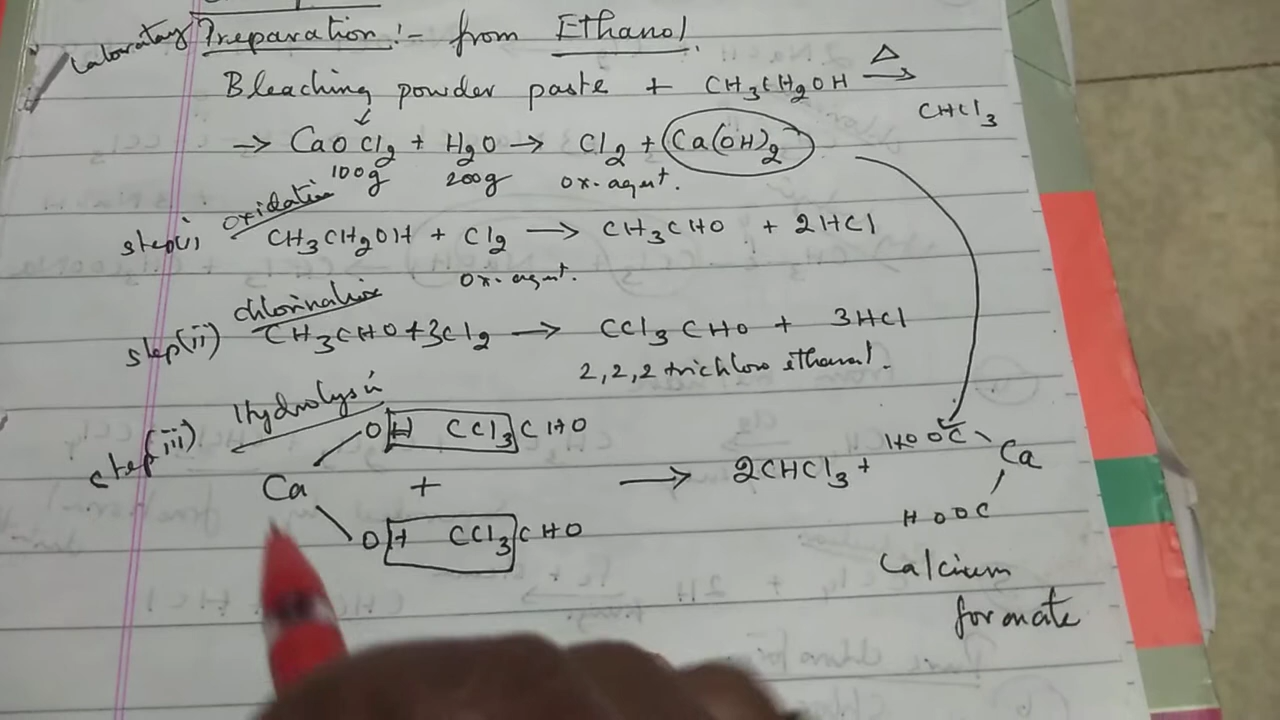 Laboratory Preparation :- from Ethanol.
Bleaching powder paste + CH3CH2OH △→
CHCl3
→ CaOCl2 + H2O → Cl2 + Ca(OH)2
100g 200g ox. agent.
step(i) oxidation
CH3CH2OH + Cl2 → CH3CHO + 2HCl
ox. agent.
step(ii) chlorination
CH3CHO + 3Cl2 → CCl3CHO + 3HCl
2,2,2 trichloro ethanal.
step(iii) Hydrolysis
OH CCl3CHO
Ca + → 2CHCl3 + HOOC Ca
HOOC
OH CCl3CHO
Calcium
formate